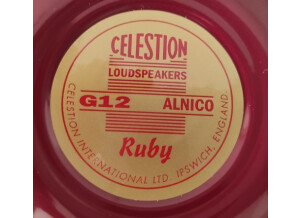 CELESTION
LOUDSPEAKERS
G12 ALNICO
Ruby
CELESTION INTERNATIONAL LTD. IPSWICH, ENGLAND.